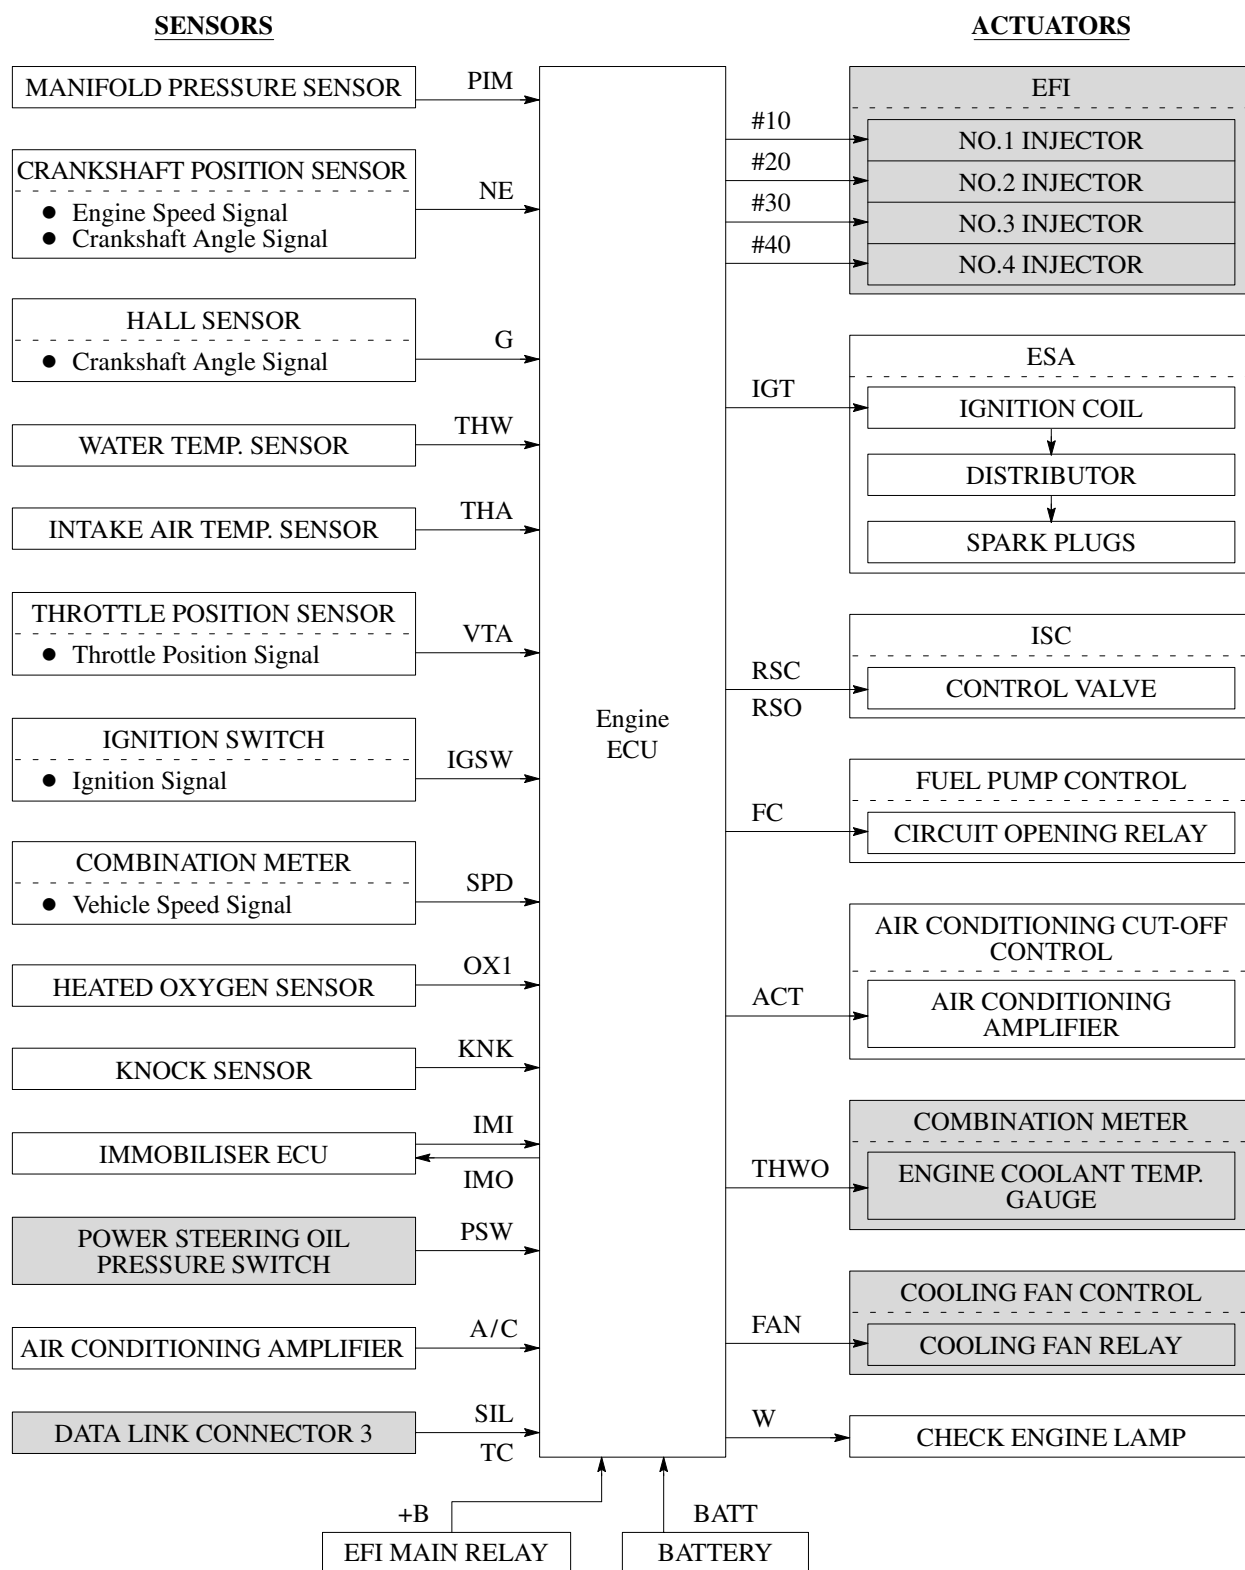 SENSORS
MANIFOLD PRESSURE SENSOR
PIM
CRANKSHAFT POSITION SENSOR
● Engine Speed Signal
● Crankshaft Angle Signal
NE
HALL SENSOR
● Crankshaft Angle Signal
G
WATER TEMP. SENSOR
THW
INTAKE AIR TEMP. SENSOR
THA
THROTTLE POSITION SENSOR
● Throttle Position Signal
VTA
IGNITION SWITCH
● Ignition Signal
IGSW
COMBINATION METER
● Vehicle Speed Signal
SPD
HEATED OXYGEN SENSOR
OX1
KNOCK SENSOR
KNK
IMMOBILISER ECU
IMI
IMO
POWER STEERING OIL
PRESSURE SWITCH
PSW
AIR CONDITIONING AMPLIFIER
A/C
DATA LINK CONNECTOR 3
SIL
TC
Engine
ECU
+B
EFI MAIN RELAY
BATT
BATTERY
ACTUATORS
EFI
#10
NO.1 INJECTOR
#20
NO.2 INJECTOR
#30
NO.3 INJECTOR
#40
NO.4 INJECTOR
ESA
IGT
IGNITION COIL
DISTRIBUTOR
SPARK PLUGS
ISC
RSC
RSO
CONTROL VALVE
FUEL PUMP CONTROL
FC
CIRCUIT OPENING RELAY
AIR CONDITIONING CUT-OFF
CONTROL
ACT
AIR CONDITIONING
AMPLIFIER
COMBINATION METER
THWO
ENGINE COOLANT TEMP.
GAUGE
COOLING FAN CONTROL
FAN
COOLING FAN RELAY
W
CHECK ENGINE LAMP